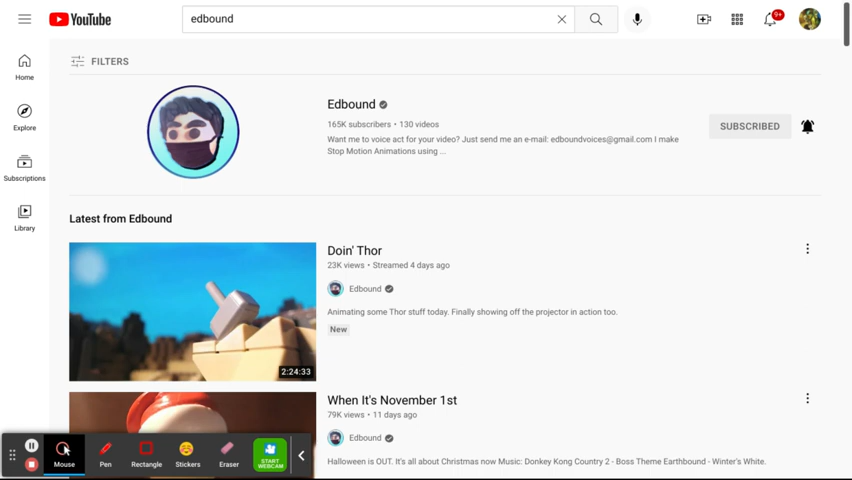 YouTube
edbound
9+
FILTERS
Home
Explore
Subscriptions
Library
Edbound
165K subscribers • 130 videos
Want me to voice act for your video? Just send me an e-mail: edboundvoices@gmail.com I make
Stop Motion Animations using ...
SUBSCRIBED
Latest from Edbound
Doin' Thor
23K views • Streamed 4 days ago
Edbound
Animating some Thor stuff today. Finally showing off the projector in action too.
New
2:24:33
When It's November 1st
79K views • 11 days ago
Edbound
Halloween is OUT. It's all about Christmas now Music: Donkey Kong Country 2 - Boss Theme Earthbound - Winter's White.
Mouse
Pen
Rectangle
Stickers
Eraser
START
WEBCAM